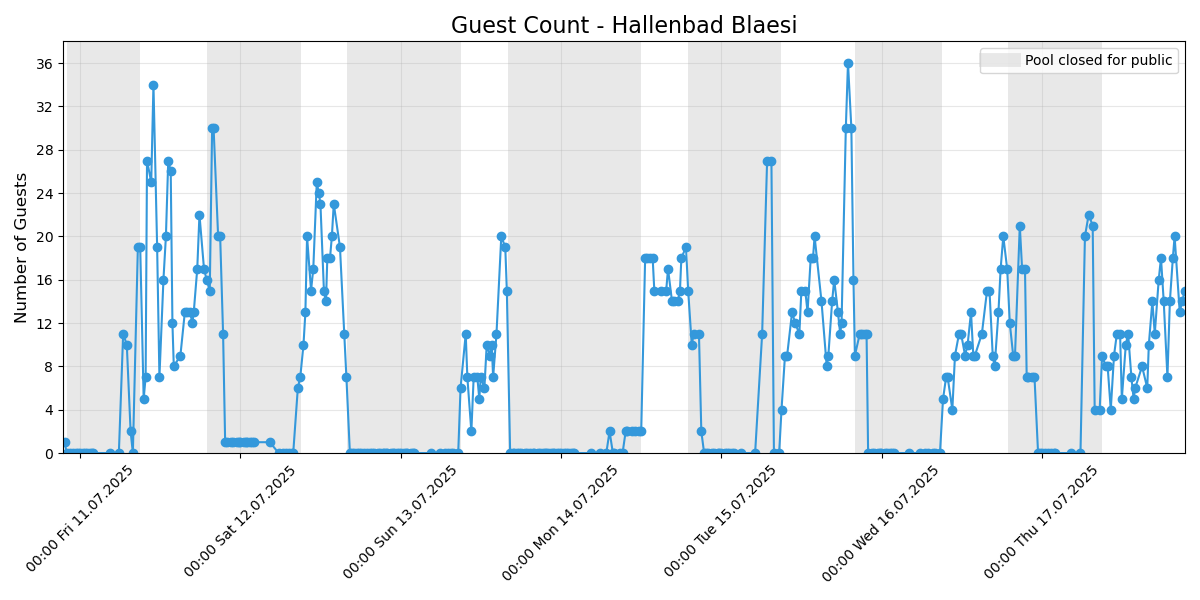 Guest Count - Hallenbad Blaesi
Pool closed for public
Number of Guests
36
32
28
24
20
16
12
8
4
0
00:00 Fri 11.07.2025
00:00 Sat 12.07.2025
00:00 Sun 13.07.2025
00:00 Mon 14.07.2025
00:00 Tue 15.07.2025
00:00 Wed 16.07.2025
00:00 Thu 17.07.2025